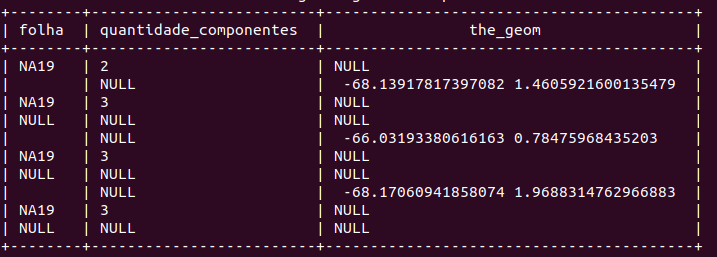 +--------+------------------------+----------------------------------------+
| folha  | quantidade_componentes |                the_geom                |
+--------+------------------------+----------------------------------------+
| NA19   | 2                      | NULL                                   |
|        | NULL                   |  -68.13917817397082 1.4605921600135479 |
| NA19   | 3                      | NULL                                   |
| NULL   | NULL                   | NULL                                   |
|        | NULL                   |  -66.03193380616163 0.78475968435203   |
| NA19   | 3                      | NULL                                   |
| NULL   | NULL                   | NULL                                   |
|        | NULL                   |  -68.17060941858074 1.9688314762966883 |
| NA19   | 3                      | NULL                                   |
| NULL   | NULL                   | NULL                                   |
+--------+------------------------+----------------------------------------+